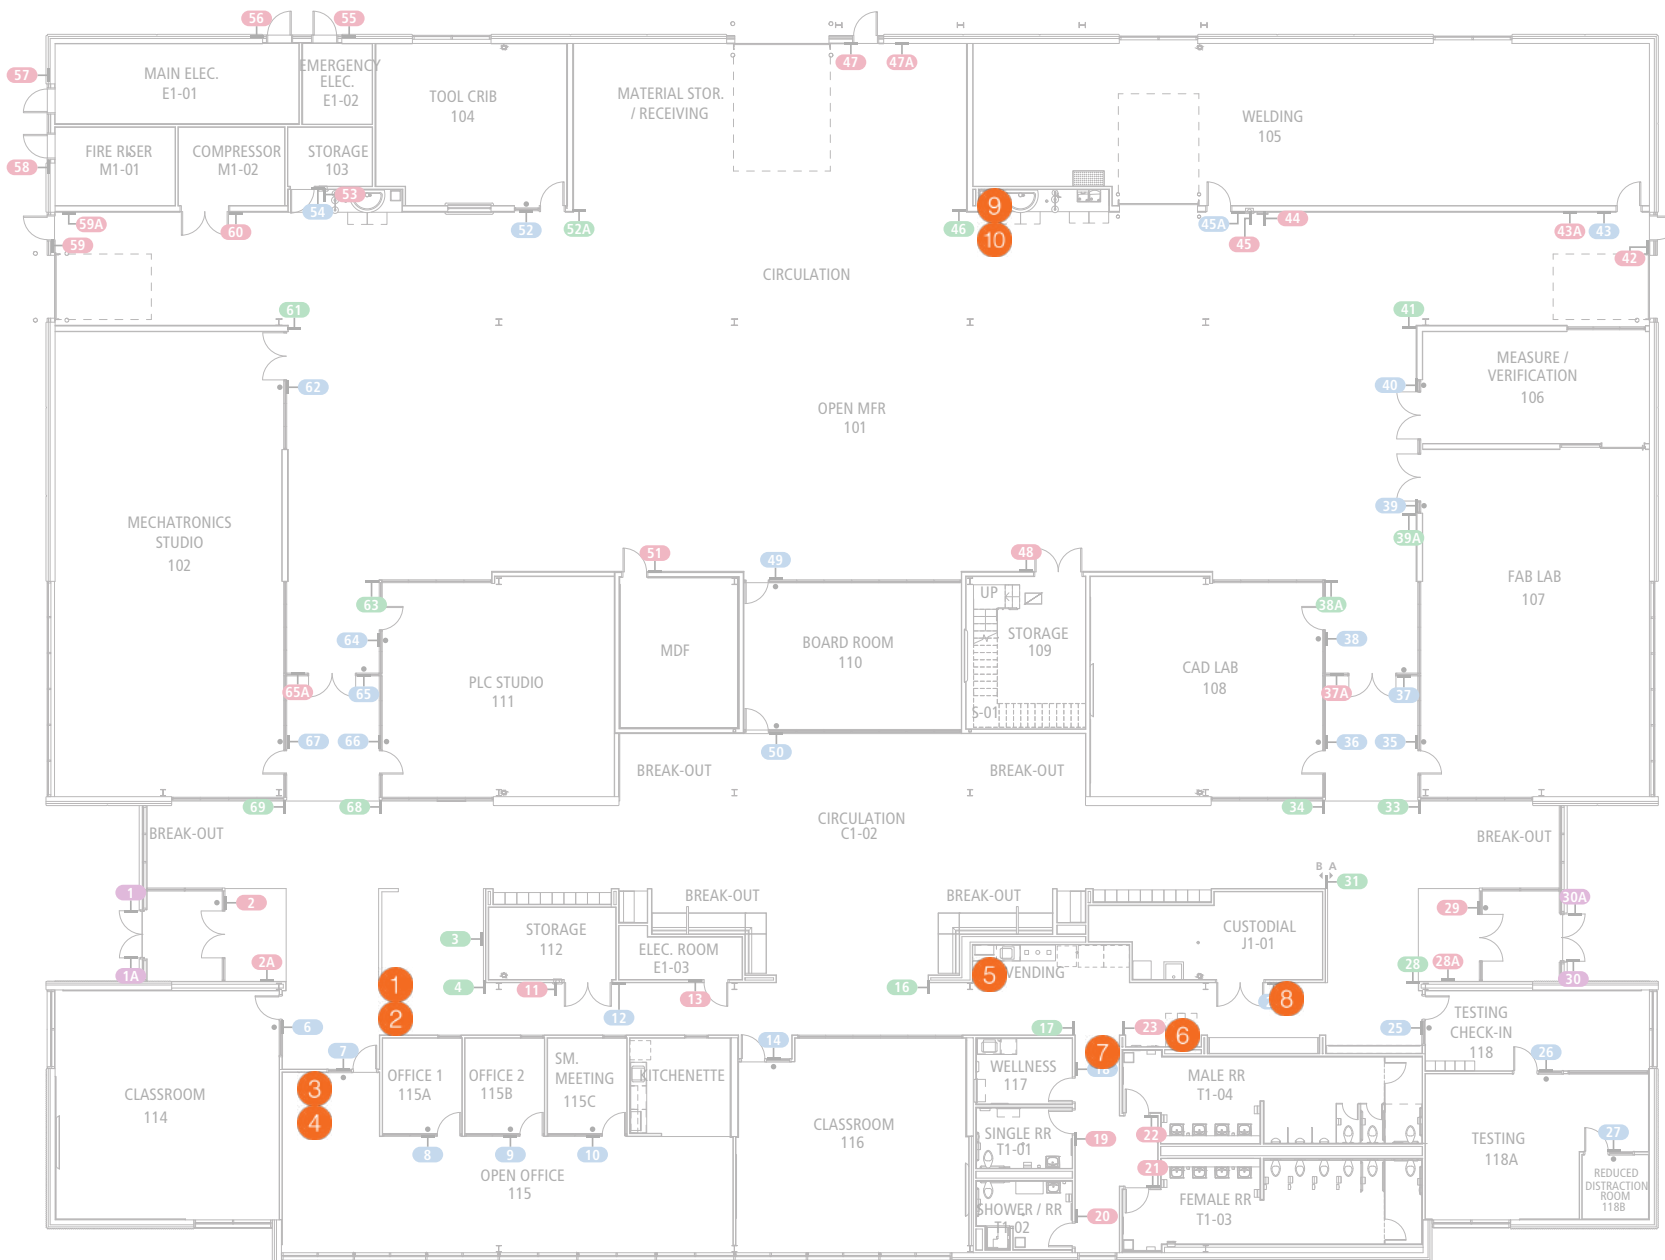 56
55
57
MAIN ELEC.
E1-01
EMERGENCY
ELEC.
E1-02
TOOL CRIB
104
MATERIAL STOR.
/ RECEIVING
47
47A
WELDING
105
FIRE RISER
M1-01
COMPRESSOR
M1-02
STORAGE
103
58
53
54
59A
60
52
52A
46
9
10
45A
45
44
43A
43
59
42
CIRCULATION
61
41
62
OPEN MFR
101
MEASURE /
VERIFICATION
106
40
MECHATRONICS
STUDIO
102
39
39A
51
49
48
FAB LAB
107
63
UP
38A
64
MDF
BOARD ROOM
110
STORAGE
109
38
CAD LAB
108
65A
65
PLC STUDIO
111
S-01
37A
37
67
66
50
36
35
BREAK-OUT
BREAK-OUT
69
68
34
33
CIRCULATION
C1-02
BREAK-OUT
BREAK-OUT
B A
31
1
2
BREAK-OUT
BREAK-OUT
29
30A
3
STORAGE
112
ELEC. ROOM
E1-03
CUSTODIAL
J1-01
1A
2A
4
11
13
16
5
VENDING
28
28A
30
1
2
12
8
6
7
14
17
23
6
25
TESTING
CHECK-IN
118
26
3
4
OFFICE 1
115A
OFFICE 2
115B
SM.
MEETING
115C
KITCHENETTE
WELLNESS
117
7
18
MALE RR
T1-04
CLASSROOM
114
CLASSROOM
116
SINGLE RR
T1-01
19
22
TESTING
118A
27
8
9
10
OPEN OFFICE
115
21
REDUCED
DISTRACTION
ROOM
118B
SHOWER / RR
T1-02
20
FEMALE RR
T1-03